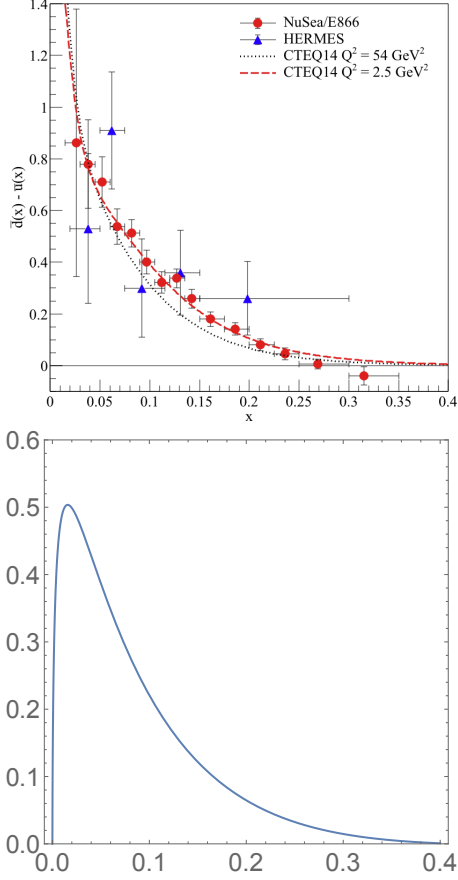 1.4
NuSea/E866
HERMES
1.2
CTEQ14 Q² = 54 GeV²
CTEQ14 Q² = 2.5 GeV²
1
0.8
d̅(x) - u̅(x)
0.6
0.4
0.2
0
0 0.05 0.1 0.15 0.2 0.25 0.3 0.35 0.4
x
0.6
0.5
0.4
0.3
0.2
0.1
0.0
0.0 0.1 0.2 0.3 0.4